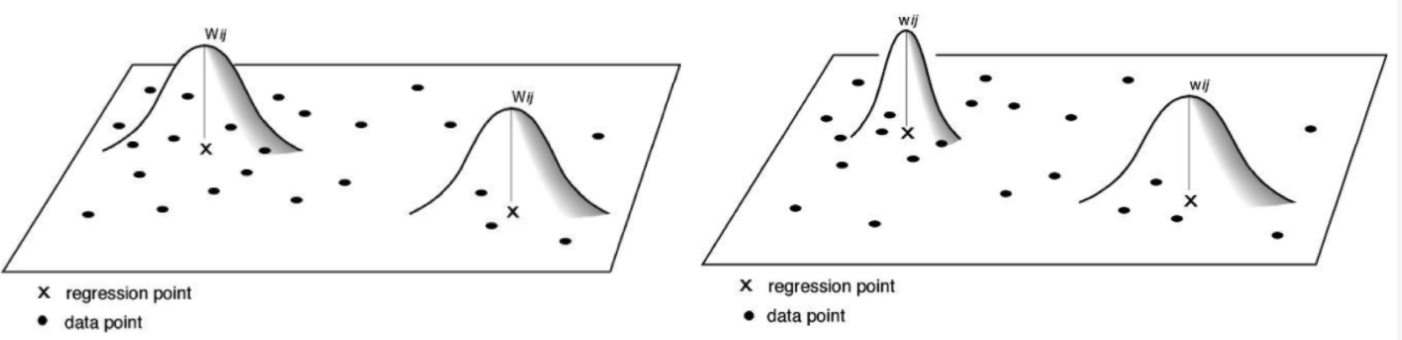 Wij
Wij
x regression point
● data point
wij
wij
x regression point
● data point